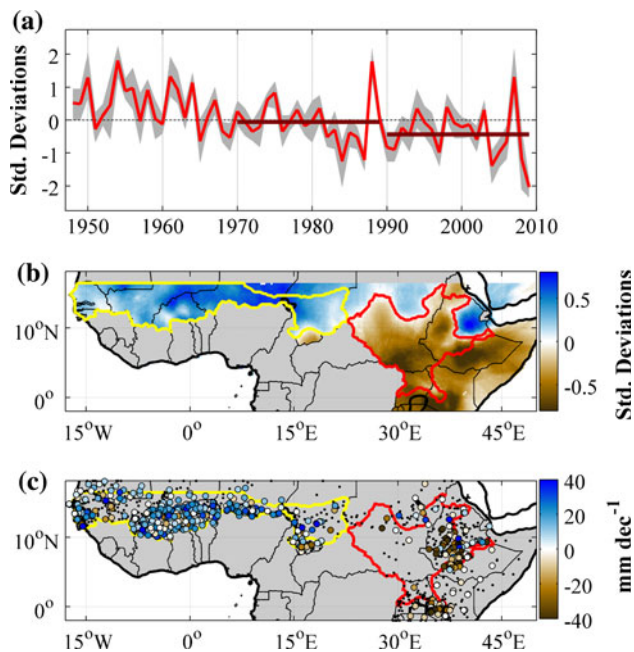 (a)
Std. Deviations
2
1
0
-1
-2
1950 1960 1970 1980 1990 2000 2010
(b)
10°N
0°
15°W 0° 15°E 30°E 45°E
0.5
0
-0.5
Std. Deviations
(c)
10°N
0°
15°W 0° 15°E 30°E 45°E
40
20
0
-20
-40
mm dec⁻¹